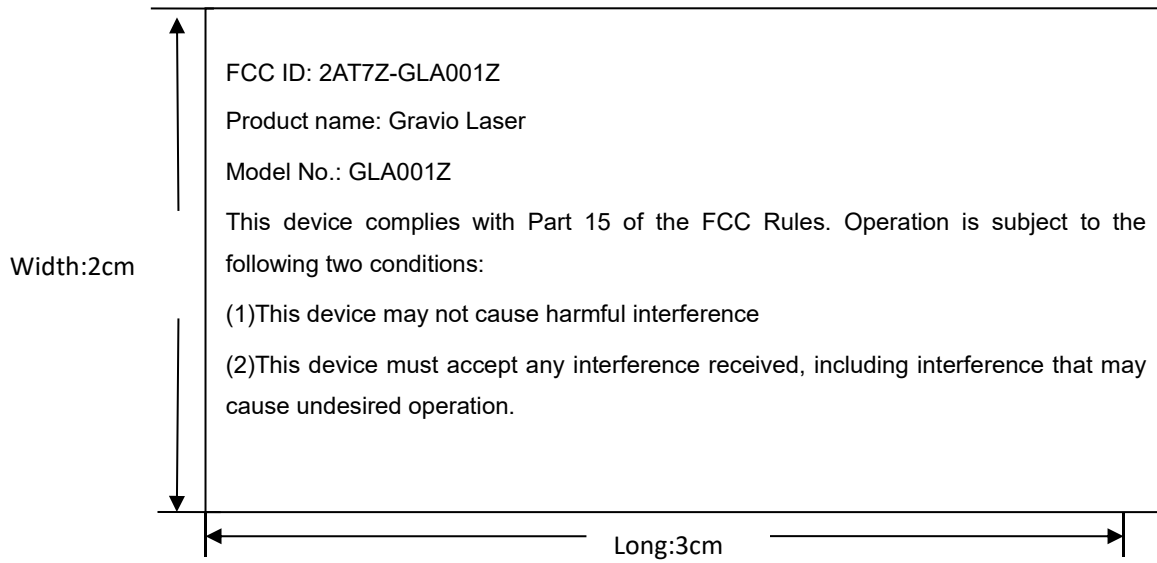 FCC ID: 2AT7Z-GLA001Z
Product name: Gravio Laser
Model No.: GLA001Z
This device complies with Part 15 of the FCC Rules. Operation is subject to the
following two conditions:
Width:2cm
(1)This device may not cause harmful interference
(2)This device must accept any interference received, including interference that may
cause undesired operation.
Long:3cm